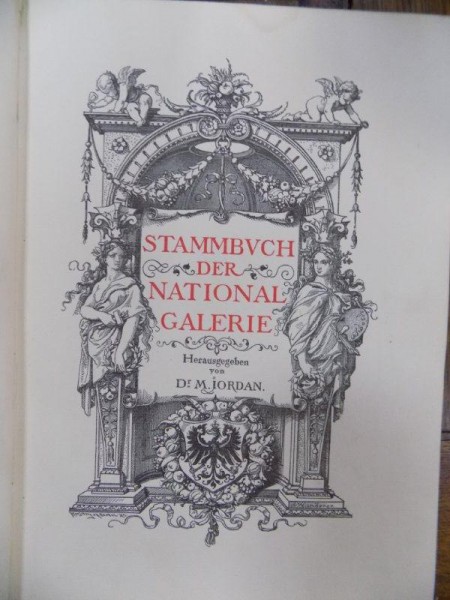 STAMMBVCH
DER
NATIONAL
GALERIE
Herausgegeben
von
Dr M. JORDAN.